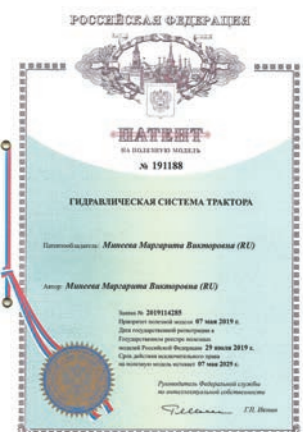 РОССИЙСКАЯ ФЕДЕРАЦИЯ
ПАТЕНТ
НА ПОЛЕЗНУЮ МОДЕЛЬ
№ 191188
ГИДРАВЛИЧЕСКАЯ СИСТЕМА ТРАКТОРА
Патентообладатель: Минеева Маргарита Викторовна (RU)
Автор: Минеева Маргарита Викторовна (RU)
Заявка № 2019114285
Приоритет полезной модели 07 мая 2019 г.
Дата государственной регистрации в
Государственном реестре полезных
моделей Российской Федерации 29 июля 2019 г.
Срок действия исключительного права
на полезную модель истекает 07 мая 2029 г.
Руководитель Федеральной службы
по интеллектуальной собственности
Г.П. Ивлиев